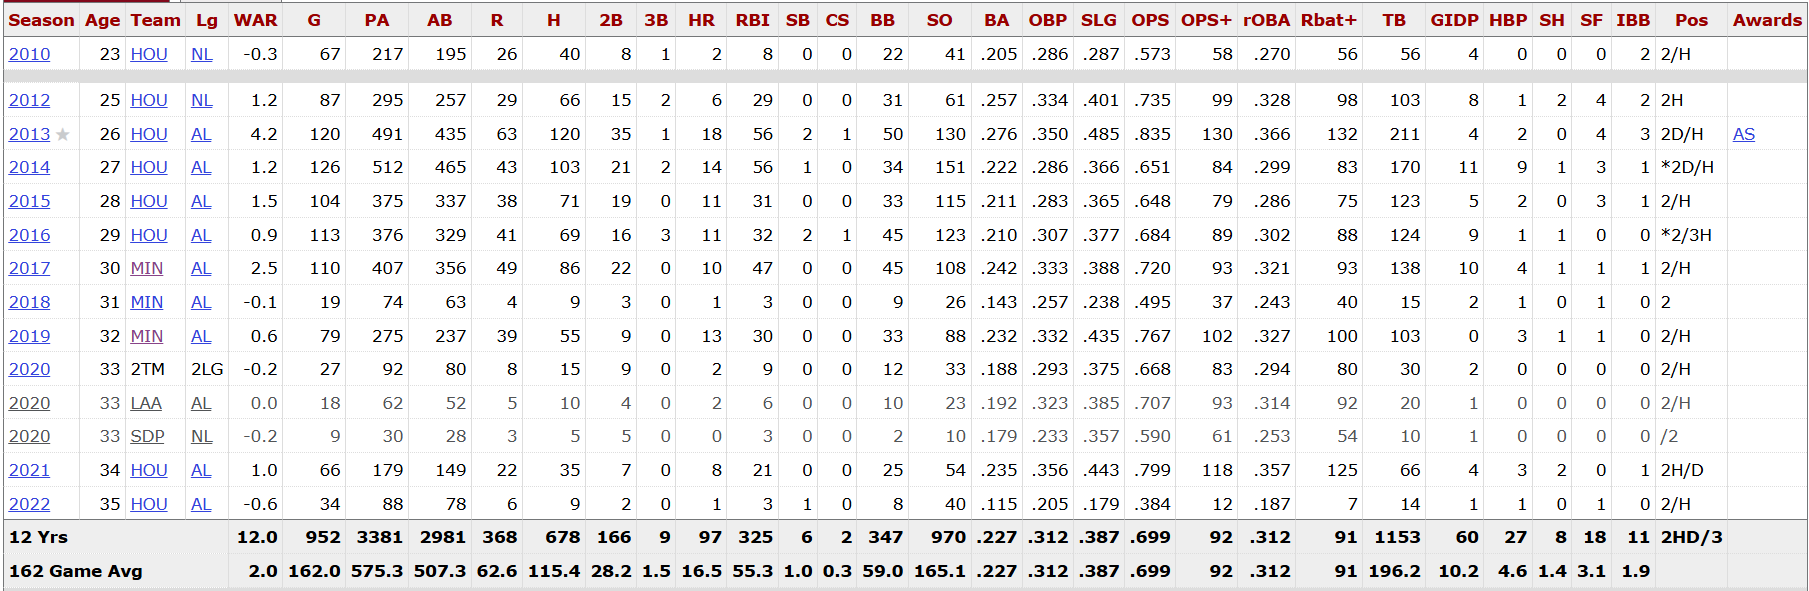 Season Age Team Lg WAR G PA AB R H 2B 3B HR RBI SB CS BB SO BA OBP SLG OPS OPS+ rOBA Rbat+ TB GIDP HBP SH SF IBB Pos Awards
2010 23 HOU NL -0.3 67 217 195 26 40 8 1 2 8 0 0 22 41 .205 .286 .287 .573 58 .270 56 56 4 0 0 0 2 2/H
2012 25 HOU NL 1.2 87 295 257 29 66 15 2 6 29 0 0 31 61 .257 .334 .401 .735 99 .328 98 103 8 1 2 4 2 2H
2013 ★ 26 HOU AL 4.2 120 491 435 63 120 35 1 18 56 2 1 50 130 .276 .350 .485 .835 130 .366 132 211 4 2 0 4 3 2D/H AS
2014 27 HOU AL 1.2 126 512 465 43 103 21 2 14 56 1 0 34 151 .222 .286 .366 .651 84 .299 83 170 11 9 1 3 1 *2D/H
2015 28 HOU AL 1.5 104 375 337 38 71 19 0 11 31 0 0 33 115 .211 .283 .365 .648 79 .286 75 123 5 2 0 3 1 2/H
2016 29 HOU AL 0.9 113 376 329 41 69 16 3 11 32 2 1 45 123 .210 .307 .377 .684 89 .302 88 124 9 1 1 0 0 *2/3H
2017 30 MIN AL 2.5 110 407 356 49 86 22 0 10 47 0 0 45 108 .242 .333 .388 .720 93 .321 93 138 10 4 1 1 1 2/H
2018 31 MIN AL -0.1 19 74 63 4 9 3 0 1 3 0 0 9 26 .143 .257 .238 .495 37 .243 40 15 2 1 0 1 0 2
2019 32 MIN AL 0.6 79 275 237 39 55 9 0 13 30 0 0 33 88 .232 .332 .435 .767 102 .327 100 103 0 3 1 1 0 2/H
2020 33 2TM 2LG -0.2 27 92 80 8 15 9 0 2 9 0 0 12 33 .188 .293 .375 .668 83 .294 80 30 2 0 0 0 0 2/H
2020 33 LAA AL 0.0 18 62 52 5 10 4 0 2 6 0 0 10 23 .192 .323 .385 .707 93 .314 92 20 1 0 0 0 0 2/H
2020 33 SDP NL -0.2 9 30 28 3 5 5 0 0 3 0 0 2 10 .179 .233 .357 .590 61 .253 54 10 1 0 0 0 0 /2
2021 34 HOU AL 1.0 66 179 149 22 35 7 0 8 21 0 0 25 54 .235 .356 .443 .799 118 .357 125 66 4 3 2 0 1 2H/D
2022 35 HOU AL -0.6 34 88 78 6 9 2 0 1 3 1 0 8 40 .115 .205 .179 .384 12 .187 7 14 1 1 0 1 0 2/H
12 Yrs 12.0 952 3381 2981 368 678 166 9 97 325 6 2 347 970 .227 .312 .387 .699 92 .312 91 1153 60 27 8 18 11 2HD/3
162 Game Avg 2.0 162.0 575.3 507.3 62.6 115.4 28.2 1.5 16.5 55.3 1.0 0.3 59.0 165.1 .227 .312 .387 .699 92 .312 91 196.2 10.2 4.6 1.4 3.1 1.9